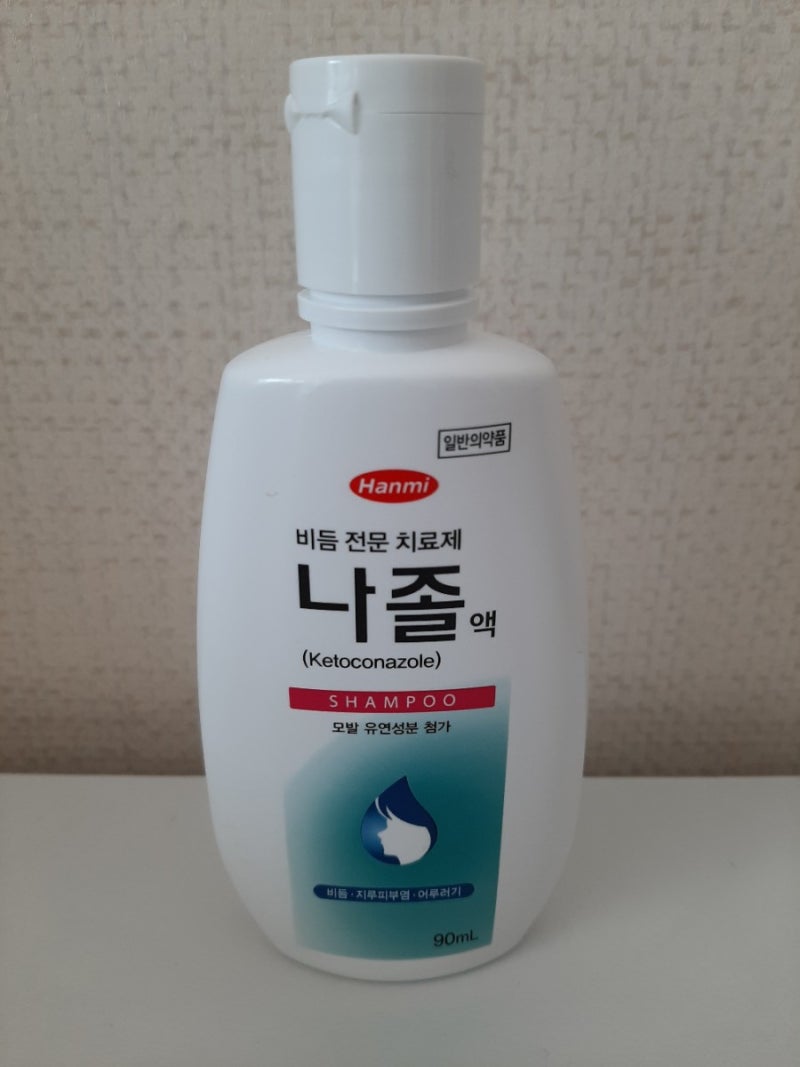 일반의약품
Hanmi
비듬 전문 치료제
나졸액
(Ketoconazole)
SHAMPOO
모발 유연성분 첨가
비듬·지루피부염·어루러기
90mL